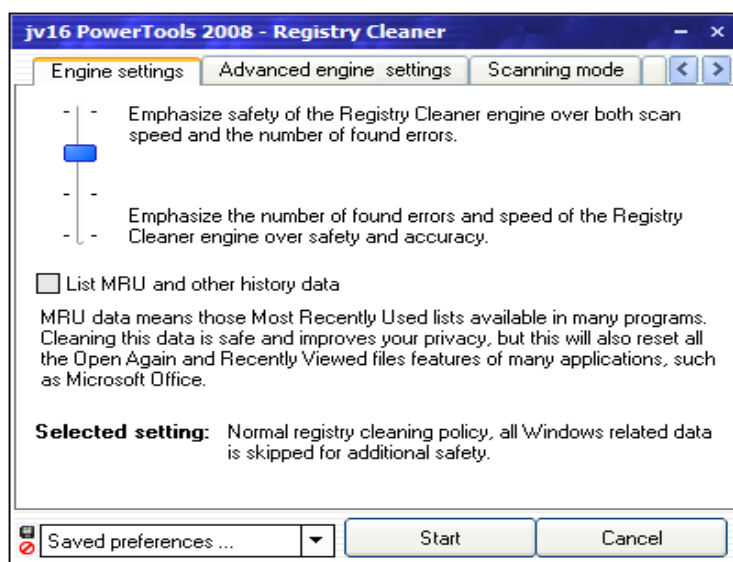 jv16 PowerTools 2008 - Registry Cleaner
Engine settings
Advanced engine settings
Scanning mode
Emphasize safety of the Registry Cleaner engine over both scan
speed and the number of found errors.
Emphasize the number of found errors and speed of the Registry
Cleaner engine over safety and accuracy.
List MRU and other history data
MRU data means those Most Recently Used lists available in many programs.
Cleaning this data is safe and improves your privacy, but this will also reset all
the Open Again and Recently Viewed files features of many applications, such
as Microsoft Office.
Selected setting: Normal registry cleaning policy, all Windows related data
is skipped for additional safety.
Saved preferences ...
Start
Cancel